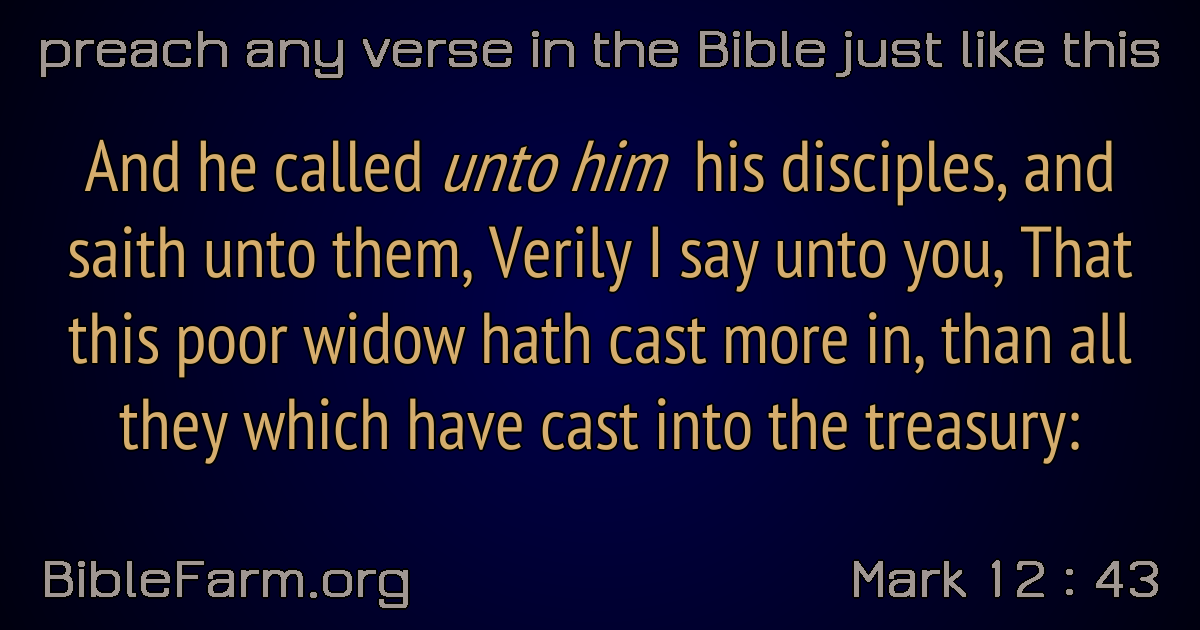 preach any verse in the Bible just like this
And he called unto him his disciples, and
saith unto them, Verily I say unto you, That
this poor widow hath cast more in, than all
they which have cast into the treasury:
BibleFarm.org
Mark 12 : 43